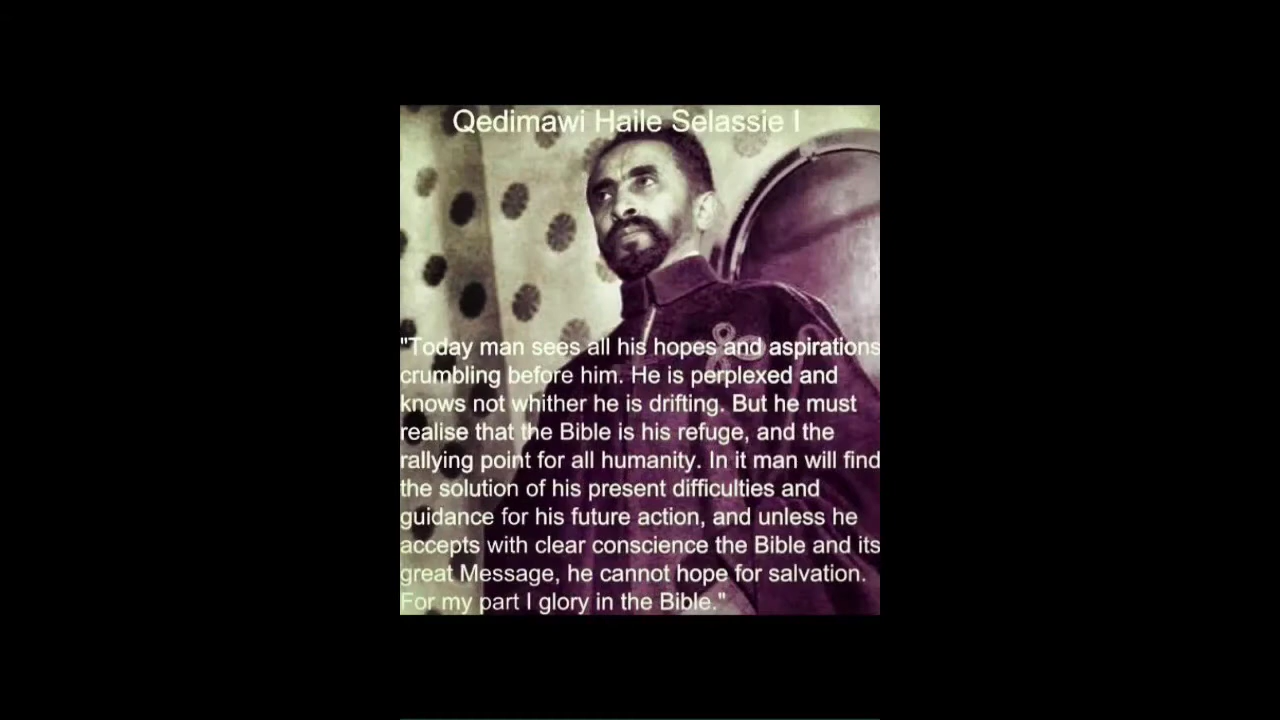 Qedimawi Haile Selassie I
"Today man sees all his hopes and aspirations
crumbling before him. He is perplexed and
knows not whither he is drifting. But he must
realise that the Bible is his refuge, and the
rallying point for all humanity. In it man will find
the solution of his present difficulties and
guidance for his future action, and unless he
accepts with clear conscience the Bible and its
great Message, he cannot hope for salvation.
For my part I glory in the Bible."